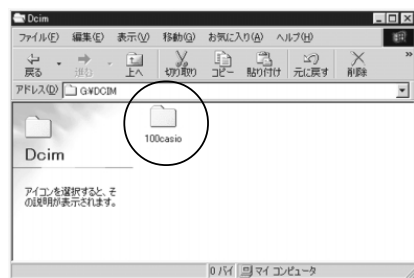 Dcim
ファイル(F) 編集(E) 表示(V) 移動(G) お気に入り(A) ヘルプ(H)
戻る 進む 上へ 切り取り コピー 貼り付け 元に戻す 削除 »
アドレス(D) G:¥DCIM
100casio
Dcim
アイコンを選択すると、そ
の説明が表示されます。
0 バイト マイ コンピュータ